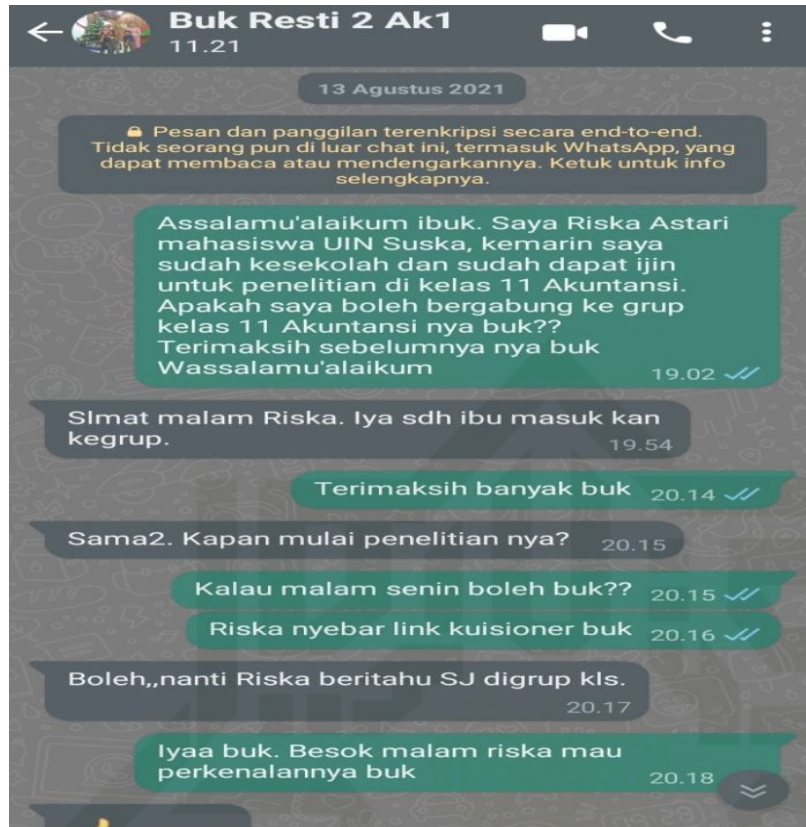 Buk Resti 2 Ak1
11.21
13 Agustus 2021
Pesan dan panggilan terenkripsi secara end-to-end.
Tidak seorang pun di luar chat ini, termasuk WhatsApp, yang
dapat membaca atau mendengarkannya. Ketuk untuk info
selengkapnya.
Assalamu'alaikum ibuk. Saya Riska Astari
mahasiswa UIN Suska, kemarin saya
sudah kesekolah dan sudah dapat ijin
untuk penelitian di kelas 11 Akuntansi.
Apakah saya boleh bergabung ke grup
kelas 11 Akuntansi nya buk??
Terimaksih sebelumnya nya buk
Wassalamu'alaikum 19.02
Slmat malam Riska. Iya sdh ibu masuk kan
kegrup. 19.54
Terimaksih banyak buk 20.14
Sama2. Kapan mulai penelitian nya? 20.15
Kalau malam senin boleh buk?? 20.15
Riska nyebar link kuisioner buk 20.16
Boleh,,nanti Riska beritahu SJ digrup kls.
20.17
Iyaa buk. Besok malam riska mau
perkenalannya buk 20.18